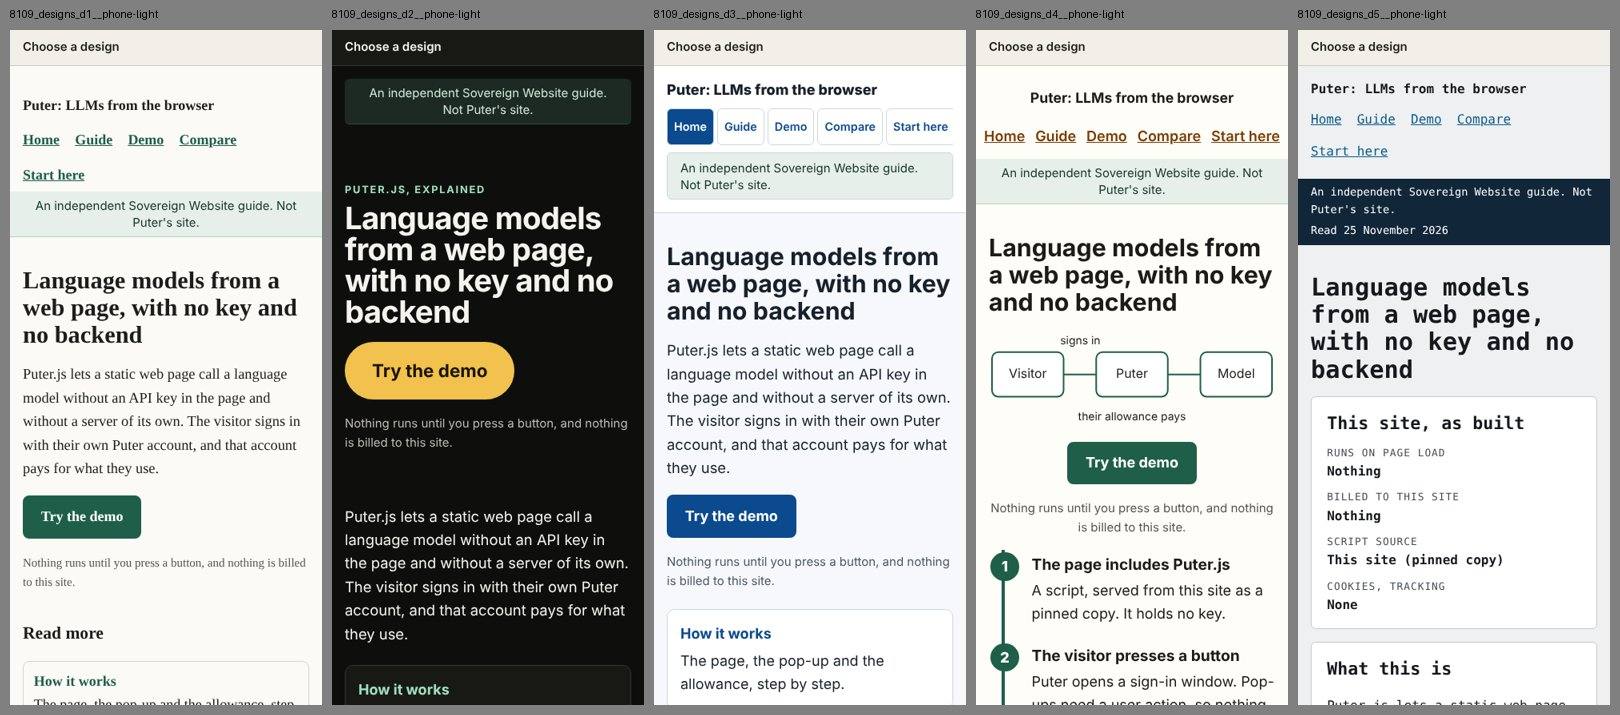 8109_designs_d1__phone-light
Choose a design
Puter: LLMs from the browser
Home Guide Demo Compare
Start here
An independent Sovereign Website guide. Not
Puter's site.
Language models from a
web page, with no key and
no backend
Puter.js lets a static web page call a language
model without an API key in the page and
without a server of its own. The visitor signs in
with their own Puter account, and that account
pays for what they use.
Try the demo
Nothing runs until you press a button, and nothing is billed
to this site.
Read more
How it works
The page, the pop-up and the allowance, step
8109_designs_d2__phone-light
Choose a design
An independent Sovereign Website guide.
Not Puter's site.
PUTER.JS, EXPLAINED
Language models
from a web page,
with no key and no
backend
Try the demo
Nothing runs until you press a button, and nothing
is billed to this site.
Puter.js lets a static web page call a
language model without an API key in
the page and without a server of its own.
The visitor signs in with their own Puter
account, and that account pays for what
they use.
How it works
8109_designs_d3__phone-light
Choose a design
Puter: LLMs from the browser
Home Guide Demo Compare Start here
An independent Sovereign Website guide.
Not Puter's site.
Language models from
a web page, with no key
and no backend
Puter.js lets a static web page call a
language model without an API key in
the page and without a server of its own.
The visitor signs in with their own Puter
account, and that account pays for what
they use.
Try the demo
Nothing runs until you press a button, and nothing
is billed to this site.
How it works
The page, the pop-up and the
allowance, step by step.
8109_designs_d4__phone-light
Choose a design
Puter: LLMs from the browser
Home Guide Demo Compare Start here
An independent Sovereign Website guide. Not
Puter's site.
Language models from
a web page, with no key
and no backend
signs in
Visitor Puter Model
their allowance pays
Try the demo
Nothing runs until you press a button, and nothing
is billed to this site.
1 The page includes Puter.js
A script, served from this site as a
pinned copy. It holds no key.
2 The visitor presses a button
Puter opens a sign-in window. Pop-
ups need a user action, so nothing
8109_designs_d5__phone-light
Choose a design
Puter: LLMs from the browser
Home Guide Demo Compare
Start here
An independent Sovereign Website guide. Not
Puter's site.
Read 25 November 2026
Language models
from a web page,
with no key and no
backend
This site, as built
RUNS ON PAGE LOAD
Nothing
BILLED TO THIS SITE
Nothing
SCRIPT SOURCE
This site (pinned copy)
COOKIES, TRACKING
None
What this is
Puter.js lets a static web page